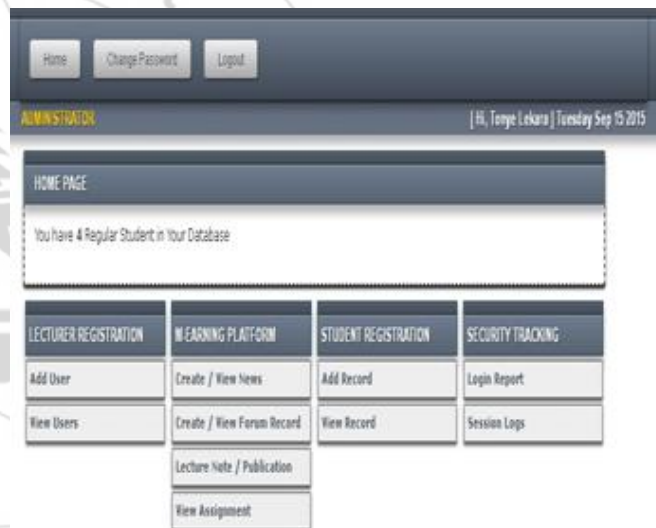 Home Change Password Logout
ADMINISTRATOR [ Hi, Tonye Lekara ] Tuesday Sep 15 2015
HOME PAGE
You have 4 Regular Student in Your Database
LECTURER REGISTRATION M-EARNING PLATFORM STUDENT REGISTRATION SECURITY TRACKING
Add User Create / View News Add Record Login Report
View Users Create / View Forum Record View Record Session Logs
Lecture Note / Publication
View Assignment